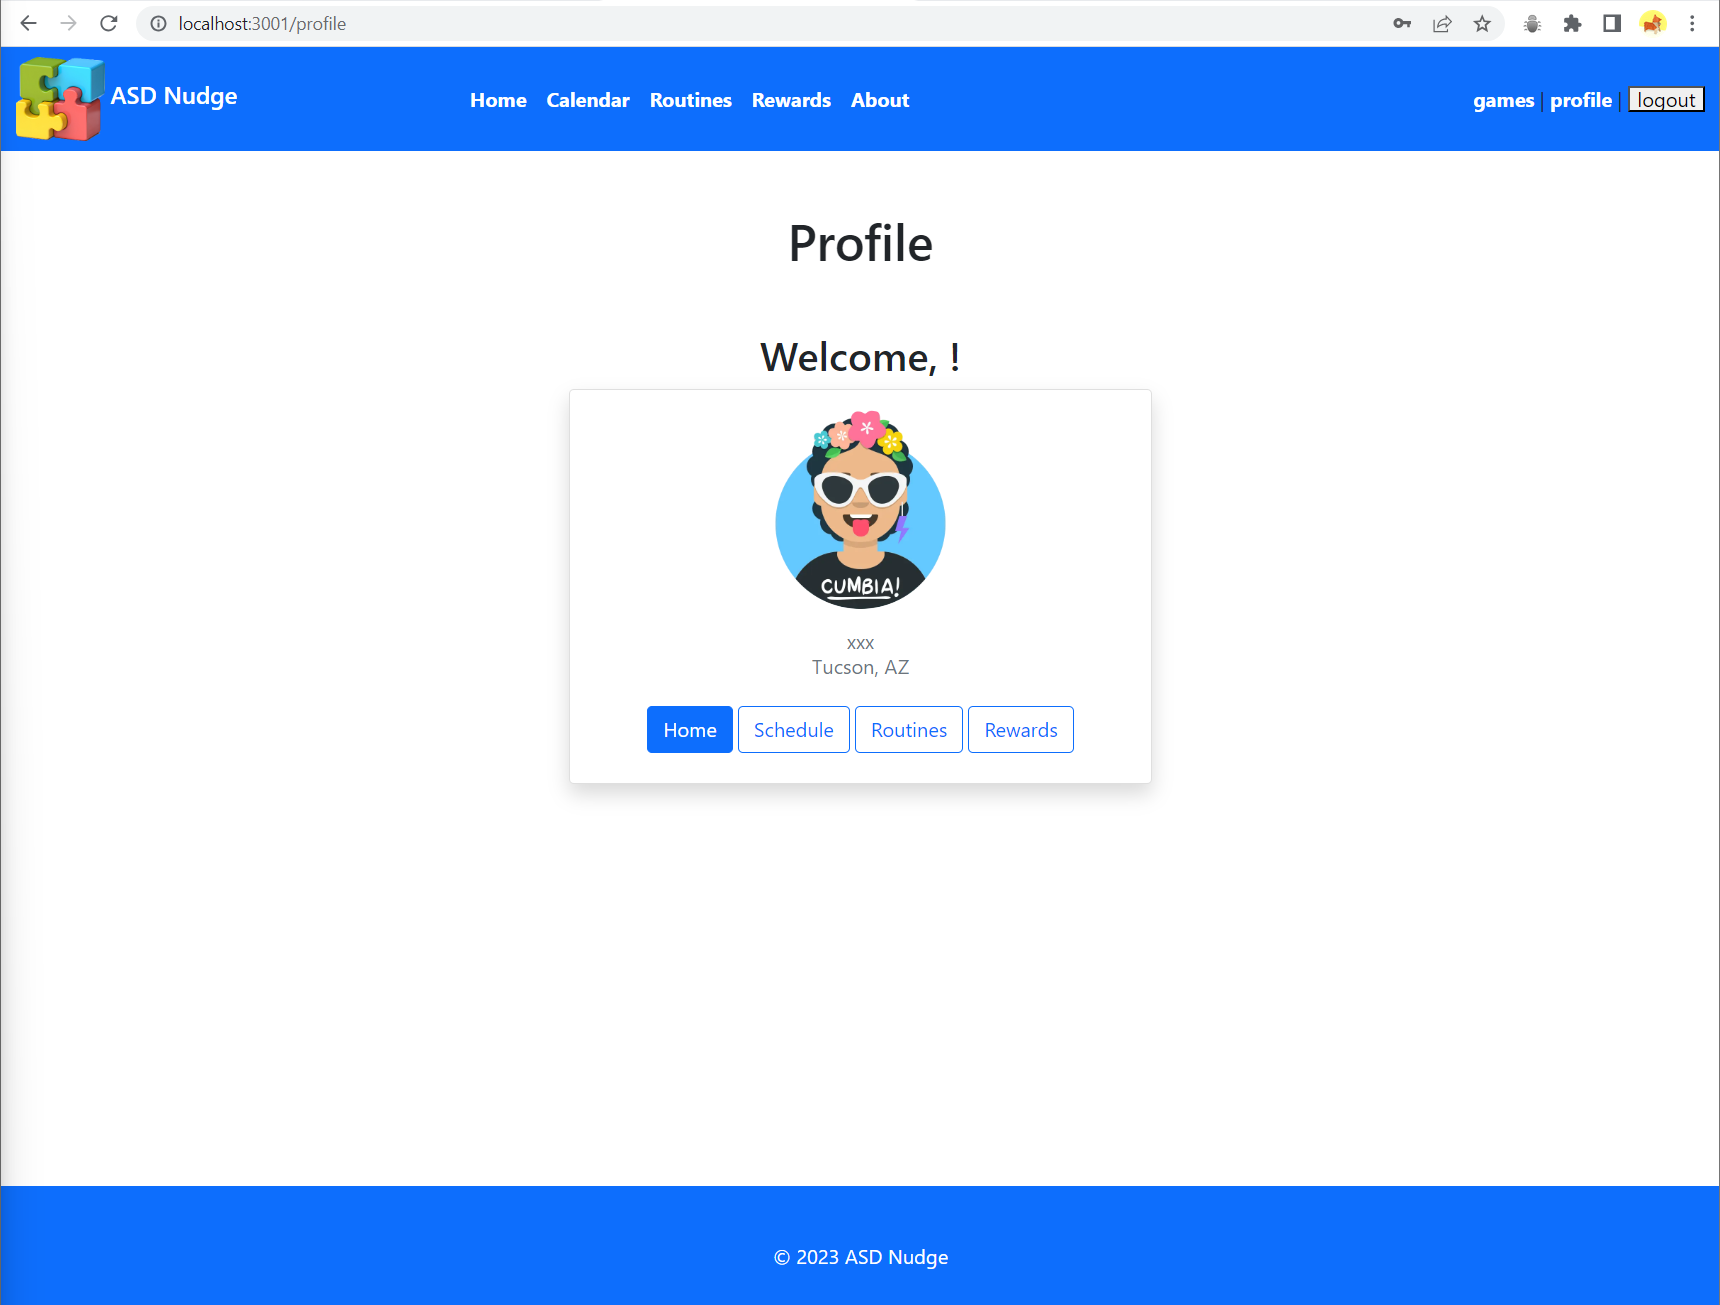 localhost:3001/profile
ASD Nudge
Home Calendar Routines Rewards About
games | profile | logout
Profile
Welcome, !
CUMBIA!
xxx
Tucson, AZ
Home Schedule Routines Rewards
© 2023 ASD Nudge